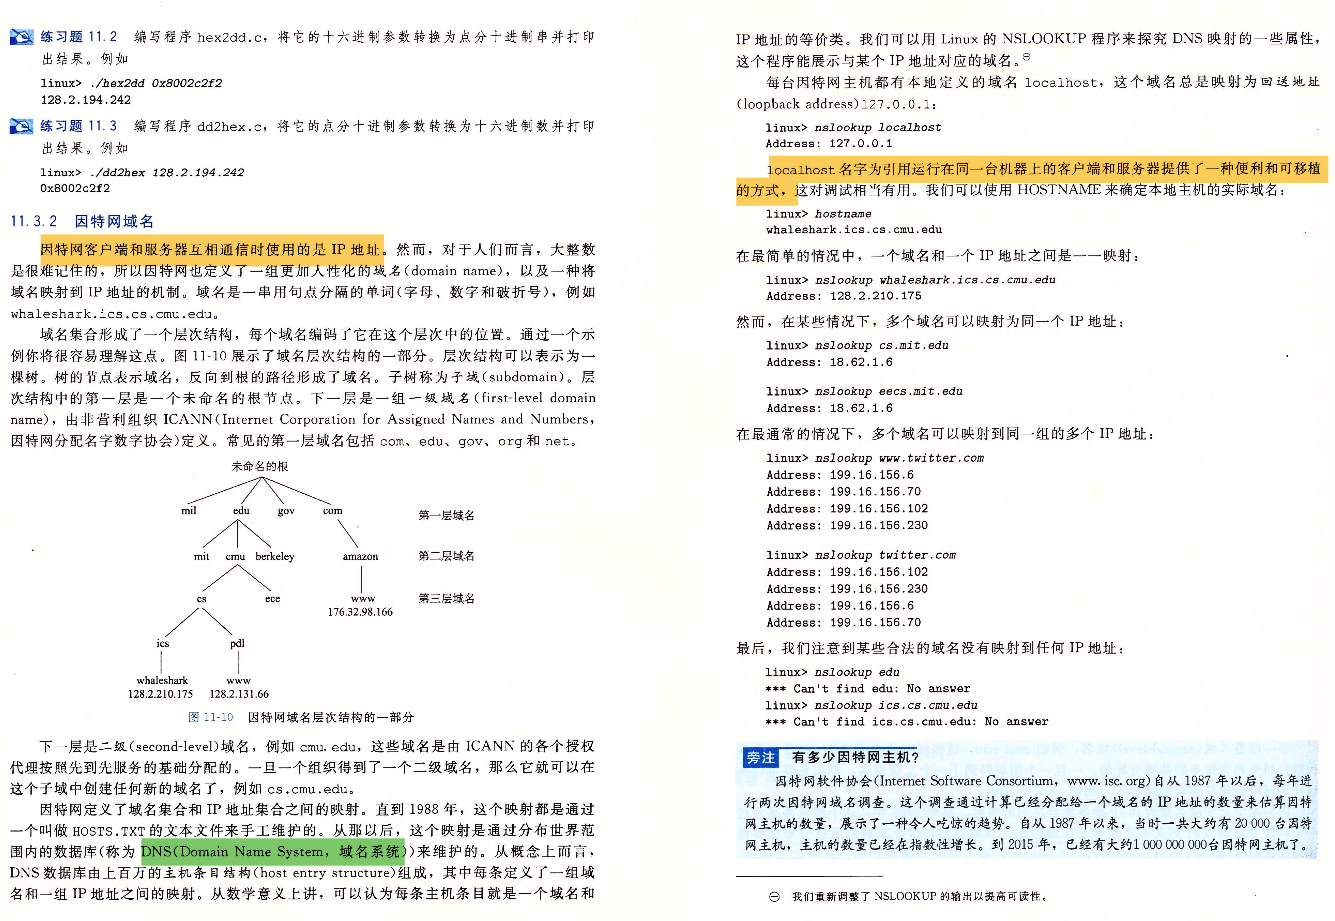 练习题 11.2 编写程序 hex2dd.c，将它的十六进制参数转换为点分十进制串并打印
出结果。例如
linux> ./hex2dd 0x8002c2f2
128.2.194.242
练习题 11.3 编写程序 dd2hex.c，将它的点分十进制参数转换为十六进制数并打印
出结果。例如
linux> ./dd2hex 128.2.194.242
0x8002c2f2
11.3.2 因特网域名
因特网客户端和服务器互相通信时使用的是 IP 地址。然而，对于人们而言，大整数
是很难记住的，所以因特网也定义了一组更加人性化的域名(domain name)，以及一种将
域名映射到 IP 地址的机制。域名是一串用句点分隔的单词(字母、数字和破折号)，例如
whaleshark.ics.cs.cmu.edu。
域名集合形成了一个层次结构，每个域名编码了它在这个层次中的位置。通过一个示
例你将很容易理解这点。图 11-10 展示了域名层次结构的一部分。层次结构可以表示为一
棵树。树的节点表示域名，反向到根的路径形成了域名。子树称为子域(subdomain)。层
次结构中的第一层是一个未命名的根节点。下一层是一组一级域名(first-level domain
name)，由非营利组织 ICANN(Internet Corporation for Assigned Names and Numbers，
因特网分配名字数字协会)定义。常见的第一层域名包括 com、edu、gov、org 和 net。
未命名的根
mil edu gov com 第一层域名
mit cmu berkeley amazon 第二层域名
cs ece www 第三层域名
176.32.98.166
ics pdl
whaleshark www
128.2.210.175 128.2.131.66
图 11-10 因特网域名层次结构的一部分
下一层是二级(second-level)域名，例如 cmu.edu，这些域名是由 ICANN 的各个授权
代理按照先到先服务的基础分配的。一旦一个组织得到了一个二级域名，那么它就可以在
这个子域中创建任何新的域名了，例如 cs.cmu.edu。
因特网定义了域名集合和 IP 地址集合之间的映射。直到 1988 年，这个映射都是通过
一个叫做 HOSTS.TXT 的文本文件来手工维护的。从那以后，这个映射是通过分布世界范
围内的数据库(称为 DNS(Domain Name System，域名系统))来维护的。从概念上而言，
DNS 数据库由上百万的主机条目结构(host entry structure)组成，其中每条定义了一组域
名和一组 IP 地址之间的映射。从数学意义上讲，可以认为每条主机条目就是一个域名和
IP 地址的等价类。我们可以用 Linux 的 NSLOOKUP 程序来探究 DNS 映射的一些属性，
这个程序能展示与某个 IP 地址对应的域名。㊀
每台因特网主机都有本地定义的域名 localhost，这个域名总是映射为回送地址
(loopback address)127.0.0.1：
linux> nslookup localhost
Address: 127.0.0.1
localhost 名字为引用运行在同一台机器上的客户端和服务器提供了一种便利和可移植
的方式，这对调试相当有用。我们可以使用 HOSTNAME 来确定本地主机的实际域名：
linux> hostname
whaleshark.ics.cs.cmu.edu
在最简单的情况中，一个域名和一个 IP 地址之间是一一映射：
linux> nslookup whaleshark.ics.cs.cmu.edu
Address: 128.2.210.175
然而，在某些情况下，多个域名可以映射为同一个 IP 地址：
linux> nslookup cs.mit.edu
Address: 18.62.1.6
linux> nslookup eecs.mit.edu
Address: 18.62.1.6
在最通常的情况下，多个域名可以映射到同一组的多个 IP 地址：
linux> nslookup www.twitter.com
Address: 199.16.156.6
Address: 199.16.156.70
Address: 199.16.156.102
Address: 199.16.156.230
linux> nslookup twitter.com
Address: 199.16.156.102
Address: 199.16.156.230
Address: 199.16.156.6
Address: 199.16.156.70
最后，我们注意到某些合法的域名没有映射到任何 IP 地址：
linux> nslookup edu
*** Can't find edu: No answer
linux> nslookup ics.cs.cmu.edu
*** Can't find ics.cs.cmu.edu: No answer
旁注 有多少因特网主机？
因特网软件协会(Internet Software Consortium，www.isc.org)自从 1987 年以后，每年进
行两次因特网域名调查。这个调查通过计算已经分配给一个域名的 IP 地址的数量来估算因特
网主机的数量，展示了一种令人吃惊的趋势。自从 1987 年以来，当时一共大约有 20 000 台因特
网主机，主机的数量已经在指数性增长。到 2015 年，已经有大约1 000 000 000台因特网主机了。
㊀ 我们重新调整了 NSLOOKUP 的输出以提高可读性。